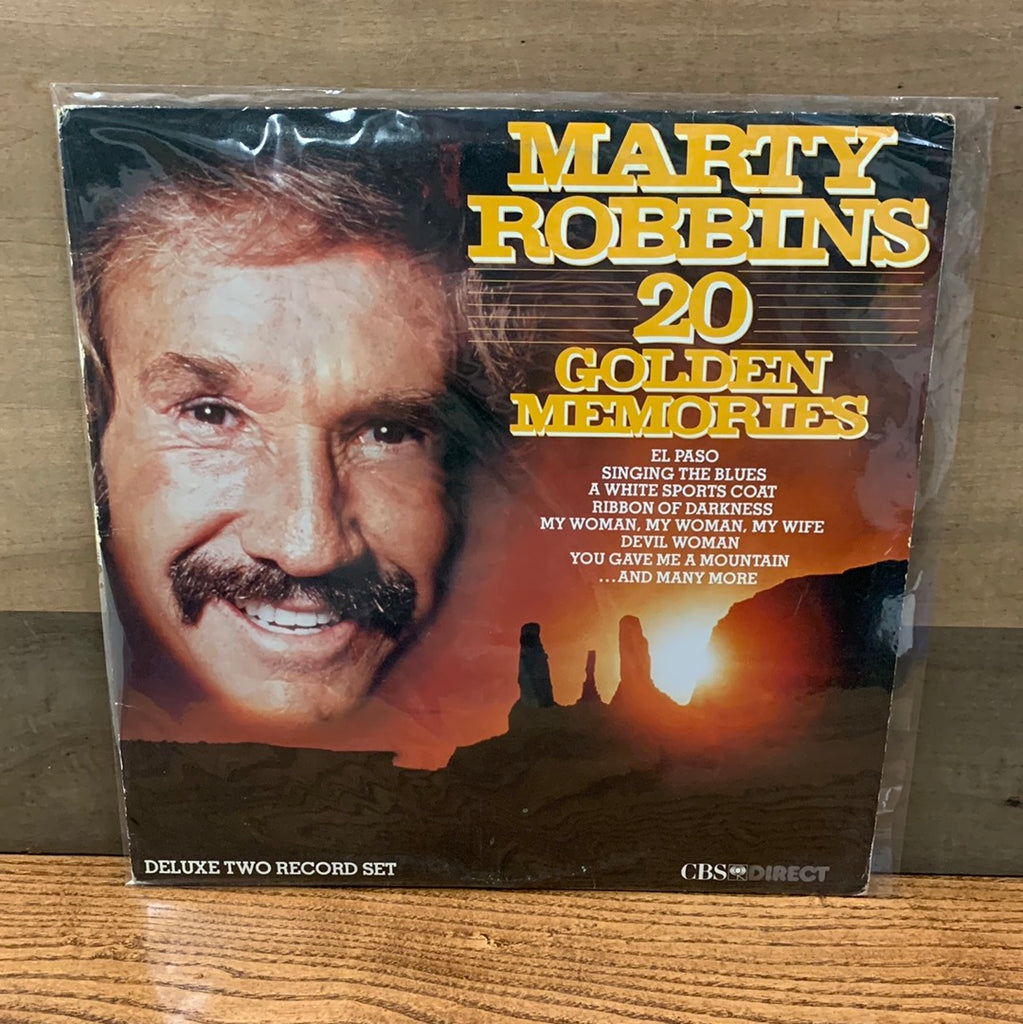 MARTY
ROBBINS
20
GOLDEN
MEMORIES
EL PASO
SINGING THE BLUES
A WHITE SPORTS COAT
RIBBON OF DARKNESS
MY WOMAN, MY WOMAN, MY WIFE
DEVIL WOMAN
YOU GAVE ME A MOUNTAIN
...AND MANY MORE
DELUXE TWO RECORD SET
CBS DIRECT